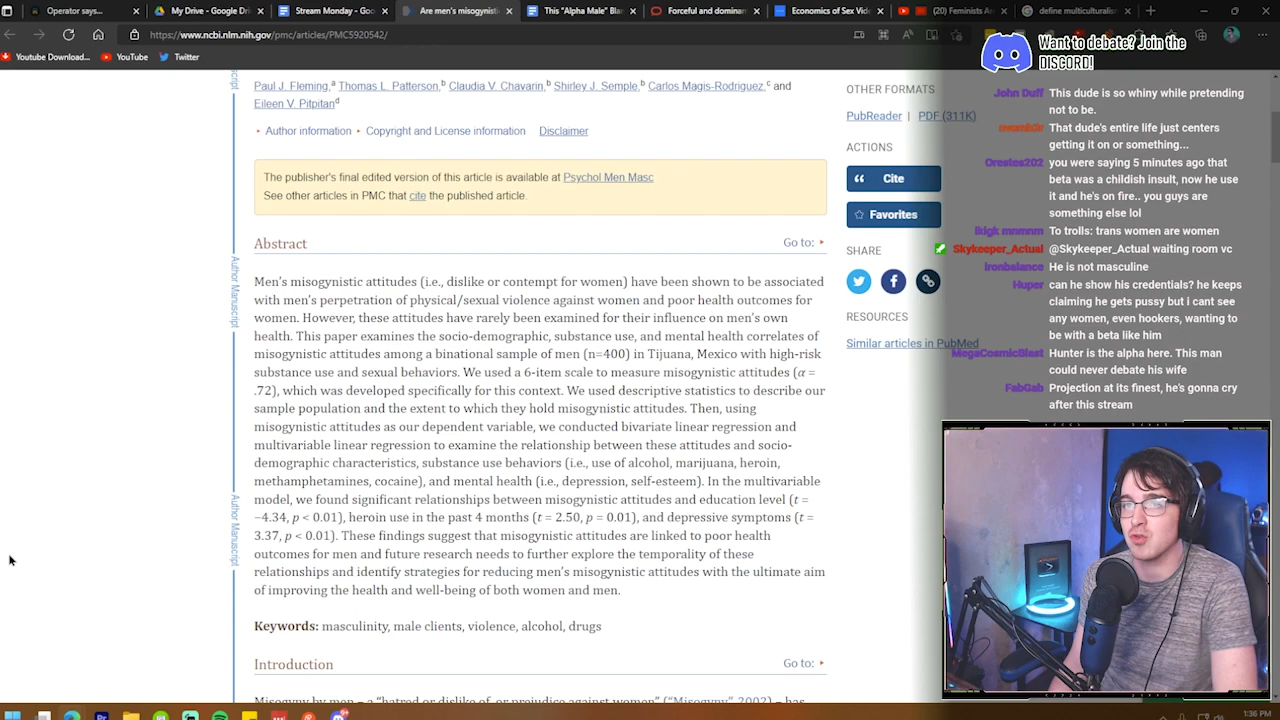 Operator says...
My Drive - Google Dri
Stream Monday - Goo
Are men's misogynis
This "Alpha Male" Bla
Forceful and domina
Economics of Sex Vid
(20) Feminists Ar
define multiculturalis
https://www.ncbi.nlm.nih.gov/pmc/articles/PMC5920542/
Youtube Download...
YouTube
Twitter
Paul J. Fleming,a Thomas L. Patterson,b Claudia V. Chavarin,b Shirley J. Semple,b Carlos Magis-Rodriguez,c and
Eileen V. Pitpitand
Author information
Copyright and License information
Disclaimer
The publisher's final edited version of this article is available at Psychol Men Masc
See other articles in PMC that cite the published article.
Abstract
Go to:
Men's misogynistic attitudes (i.e., dislike or contempt for women) have been shown to be associated
with men's perpetration of physical/sexual violence against women and poor health outcomes for
women. However, these attitudes have rarely been examined for their influence on men's own
health. This paper examines the socio-demographic, substance use, and mental health correlates of
misogynistic attitudes among a binational sample of men (n=400) in Tijuana, Mexico with high-risk
substance use and sexual behaviors. We used a 6-item scale to measure misogynistic attitudes (α =
.72), which was developed specifically for this context. We used descriptive statistics to describe our
sample population and the extent to which they hold misogynistic attitudes. Then, using
misogynistic attitudes as our dependent variable, we conducted bivariate linear regression and
multivariable linear regression to examine the relationship between these attitudes and socio-
demographic characteristics, substance use behaviors (i.e., use of alcohol, marijuana, heroin,
methamphetamines, cocaine), and mental health (i.e., depression, self-esteem). In the multivariable
model, we found significant relationships between misogynistic attitudes and education level (t =
−4.34, p < 0.01), heroin use in the past 4 months (t = 2.50, p = 0.01), and depressive symptoms (t =
3.37, p < 0.01). These findings suggest that misogynistic attitudes are linked to poor health
outcomes for men and future research needs to further explore the temporality of these
relationships and identify strategies for reducing men's misogynistic attitudes with the ultimate aim
of improving the health and well-being of both women and men.
Keywords: masculinity, male clients, violence, alcohol, drugs
Introduction
Go to:
Author Manuscript
Author Manuscript
OTHER FORMATS
PubReader | PDF (311K)
ACTIONS
Cite
Favorites
SHARE
RESOURCES
Similar articles in PubMed
Want to debate? Join the
DISCORD!
John Duff This dude is so whiny while pretending
not to be.
That dude's entire life just centers
getting it on or something...
Orestes202 you were saying 5 minutes ago that
beta was a childish insult, now he use
it and he's on fire.. you guys are
something else lol
To trolls: trans women are women
Skykeeper_Actual @Skykeeper_Actual waiting room vc
Ironbalance He is not masculine
Huper can he show his credentials? he keeps
claiming he gets pussy but i cant see
any women, even hookers, wanting to
be with a beta like him
MegaCosmicBlast Hunter is the alpha here. This man
could never debate his wife
FabGab Projection at its finest, he's gonna cry
after this stream
1:36 PM